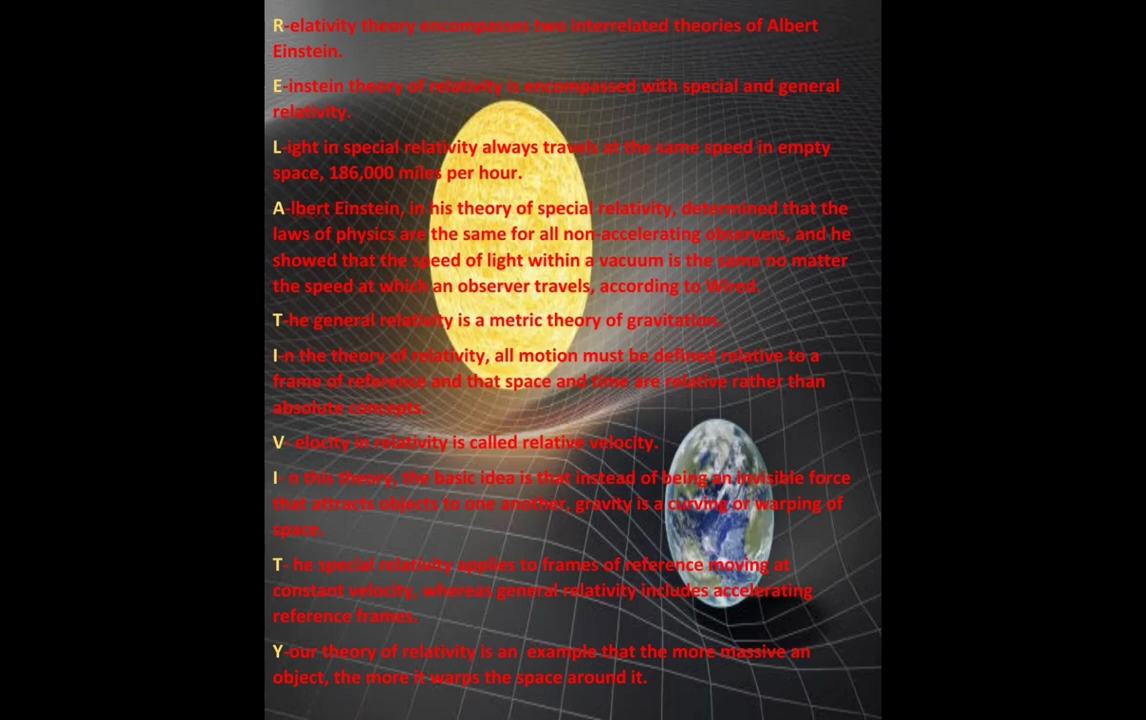 R-elativity theory encompasses two interrelated theories of Albert
Einstein.
E-instein theory of relativity is encompassed with special and general
relativity.
L-ight in special relativity always travels at the same speed in empty
space, 186,000 miles per hour.
A-lbert Einstein, in his theory of special relativity, determined that the
laws of physics are the same for all non-accelerating observers, and he
showed that the speed of light within a vacuum is the same no matter
the speed at which an observer travels, according to Wired.
T-he general relativity is a metric theory of gravitation.
I-n the theory of relativity, all motion must be defined relative to a
frame of reference and that space and time are relative rather than
absolute concepts.
V- elocity in relativity is called relative velocity.
I- n this theory, the basic idea is that instead of being an invisible force
that attracts objects to one another, gravity is a curving or warping of
space.
T- he special relativity applies to frames of reference moving at
constant velocity, whereas general relativity includes accelerating
reference frames.
Y-our theory of relativity is an example that the more massive an
object, the more it warps the space around it.